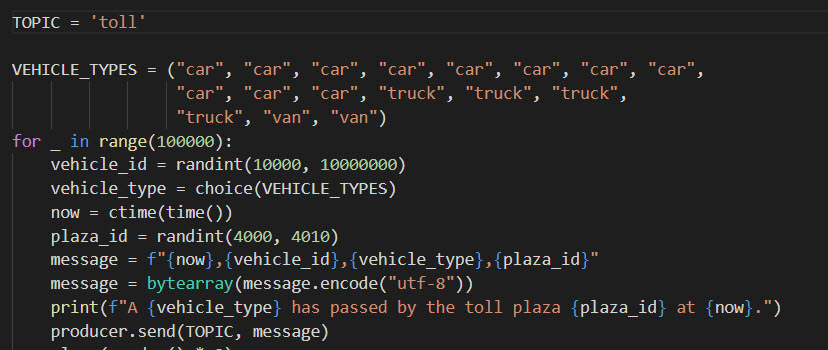 TOPIC = 'toll'
VEHICLE_TYPES = ("car", "car", "car", "car", "car", "car", "car", "car",
"car", "car", "car", "truck", "truck", "truck",
"truck", "van", "van")
for _ in range(100000):
vehicle_id = randint(10000, 10000000)
vehicle_type = choice(VEHICLE_TYPES)
now = ctime(time())
plaza_id = randint(4000, 4010)
message = f"{now},{vehicle_id},{vehicle_type},{plaza_id}"
message = bytearray(message.encode("utf-8"))
print(f"A {vehicle_type} has passed by the toll plaza {plaza_id} at {now}.")
producer.send(TOPIC, message)